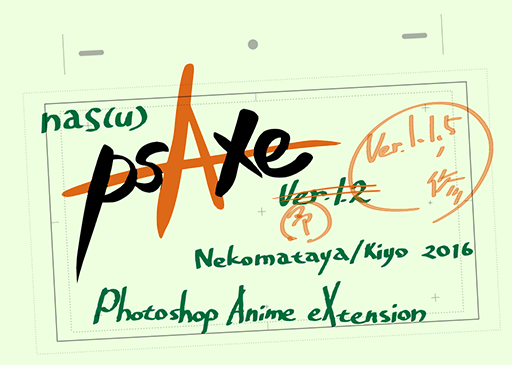 nas(u)
psAxe
Ver.1.1.5
Ver.1.2
Nekomataya/Kiyo 2016
Photoshop Anime eXtension